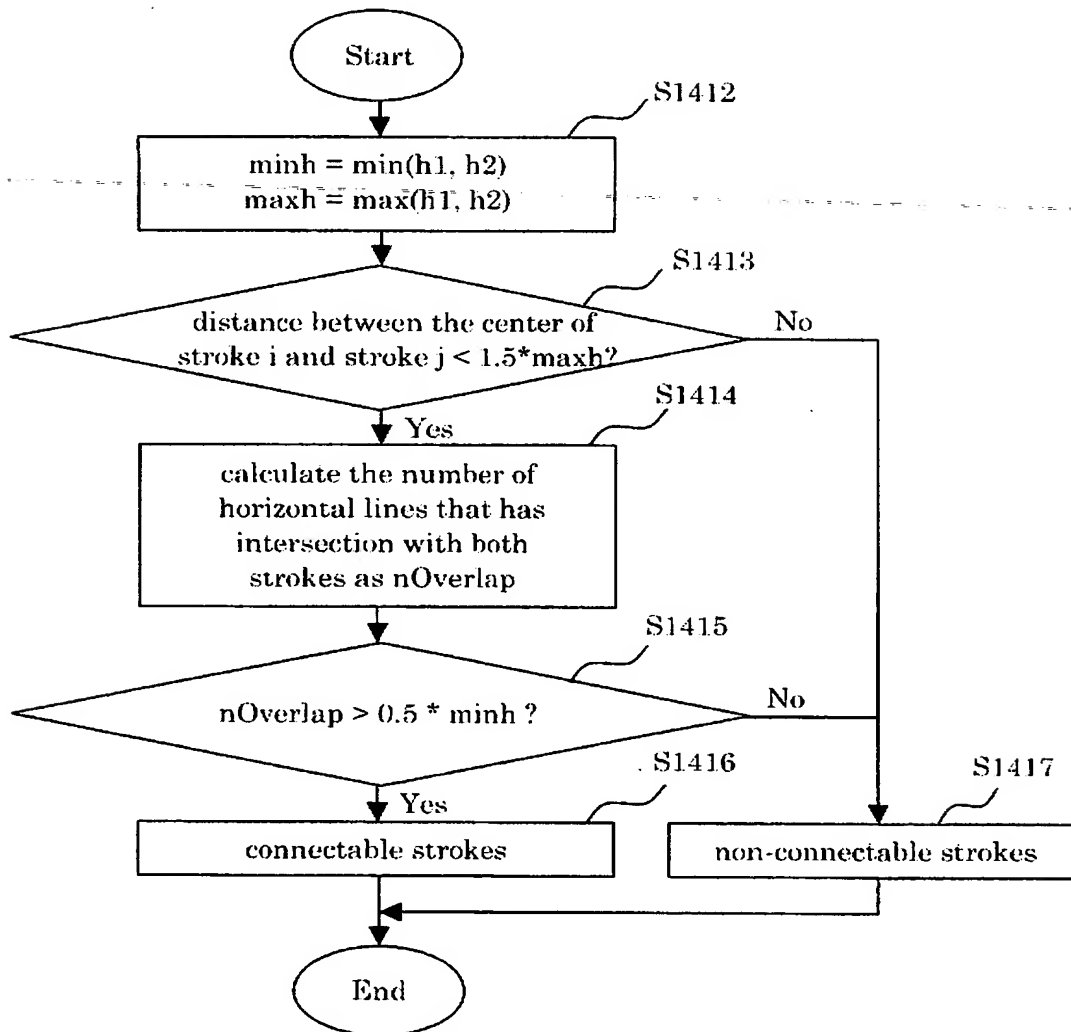 Start
S1412
minh = min(h1, h2)
maxh = max(h1, h2)
S1413
distance between the center of
stroke i and stroke j < 1.5*maxh?
No
S1414
Yes
calculate the number of
horizontal lines that has
intersection with both
strokes as nOverlap
S1415
nOverlap > 0.5 * minh ?
No
S1416
S1417
Yes
connectable strokes
non-connectable strokes
End